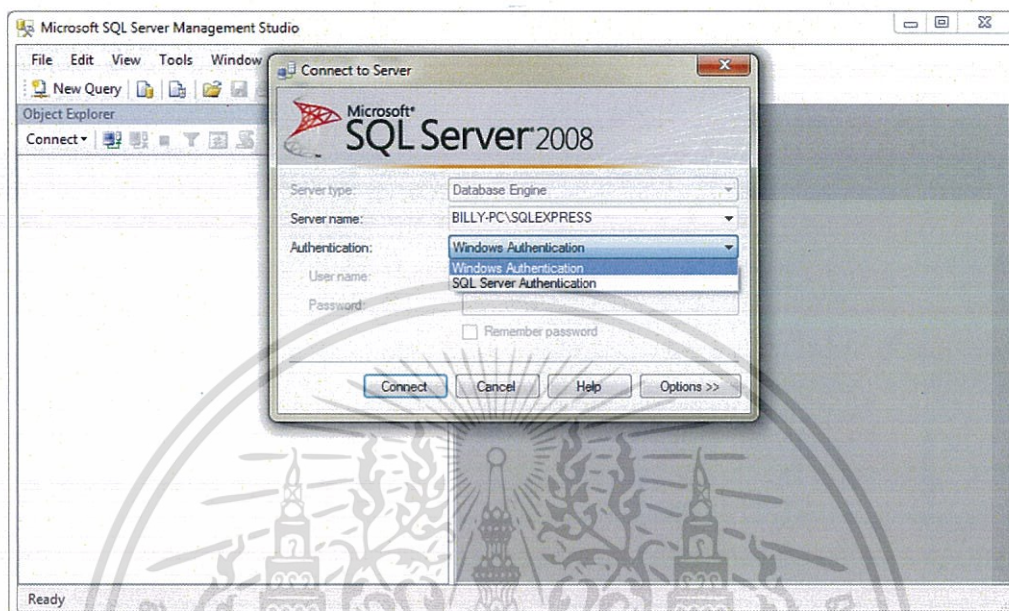 Microsoft SQL Server Management Studio
File Edit View Tools Window
Connect to Server
New Query
Object Explorer
Connect
Microsoft
SQL Server 2008
Server type: Database Engine
Server name: BILLY-PC\SQLEXPRESS
Authentication: Windows Authentication
Windows Authentication
User name:
SQL Server Authentication
Password:
Remember password
Connect Cancel Help Options >>
Ready